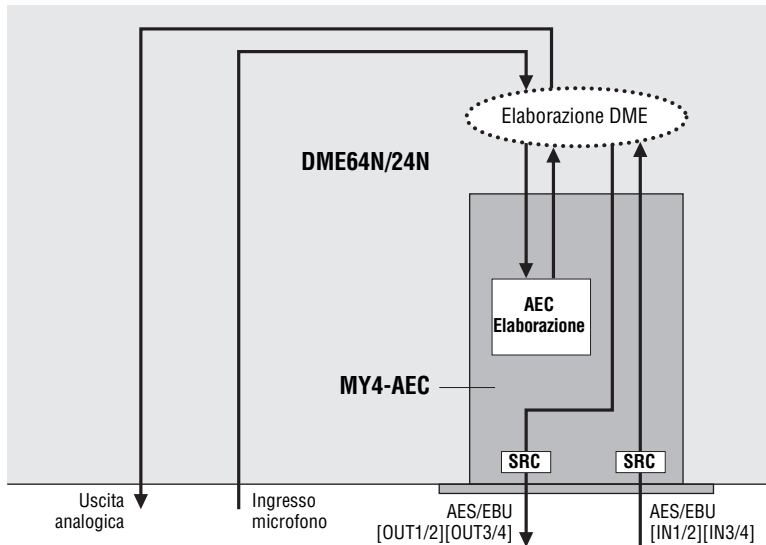 Elaborazione DME
DME64N/24N
AEC
Elaborazione
MY4-AEC
SRC
SRC
Uscita
analogica
Ingresso
microfono
AES/EBU
[OUT1/2][OUT3/4]
AES/EBU
[IN1/2][IN3/4]